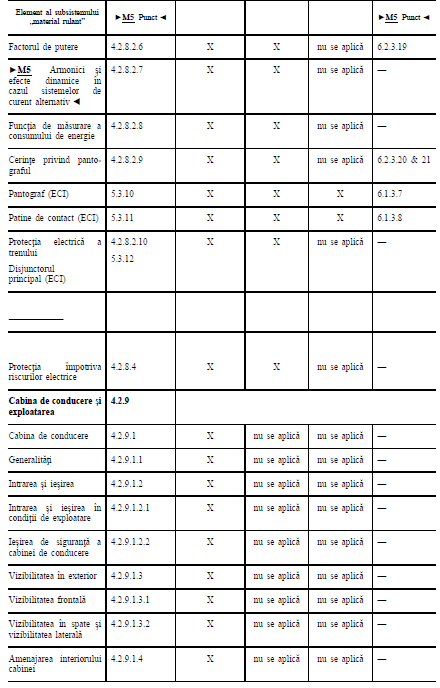 Element al subsistemului „material rulant” ►M5 Punct ◄ ►M5 Punct ◄
Factorul de putere 4.2.8.2.6 X X nu se aplică 6.2.3.19
►M5 Armonici și 4.2.8.2.7 X X nu se aplică —
efecte dinamice în
cazul sistemelor de
curent alternativ ◄
Funcția de măsurare a 4.2.8.2.8 X X nu se aplică —
consumului de energie
Cerințe privind panto- 4.2.8.2.9 X X nu se aplică 6.2.3.20 & 21
graful
Pantograf (ECI) 5.3.10 X X X 6.1.3.7
Patine de contact (ECI) 5.3.11 X X X 6.1.3.8
Protecția electrică a 4.2.8.2.10 X X nu se aplică —
trenului
5.3.12
Disjunctorul
principal (ECI)
Protecția împotriva 4.2.8.4 X X nu se aplică —
riscurilor electrice
Cabina de conducere și 4.2.9
exploatarea
Cabina de conducere 4.2.9.1 X nu se aplică nu se aplică —
Generalități 4.2.9.1.1 X nu se aplică nu se aplică —
Intrarea și ieșirea 4.2.9.1.2 X nu se aplică nu se aplică —
Intrarea și ieșirea în 4.2.9.1.2.1 X nu se aplică nu se aplică —
condiții de exploatare
Ieșirea de siguranță a 4.2.9.1.2.2 X nu se aplică nu se aplică —
cabinei de conducere
Vizibilitatea în exterior 4.2.9.1.3 X nu se aplică nu se aplică —
Vizibilitatea frontală 4.2.9.1.3.1 X nu se aplică nu se aplică —
Vizibilitatea în spate și 4.2.9.1.3.2 X nu se aplică nu se aplică —
vizibilitatea laterală
Amenajarea interiorului 4.2.9.1.4 X nu se aplică nu se aplică —
cabinei